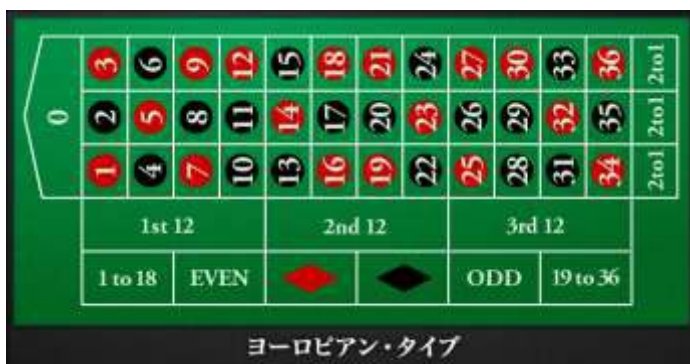 3 6 9 12 15 18 21 24 27 30 33 36 2to1
0 2 5 8 11 14 17 20 23 26 29 32 35 2to1
1 4 7 10 13 16 19 22 25 28 31 34 2to1
1st 12 2nd 12 3rd 12
1 to 18 EVEN ODD 19 to 36
ヨーロピアン・タイプ